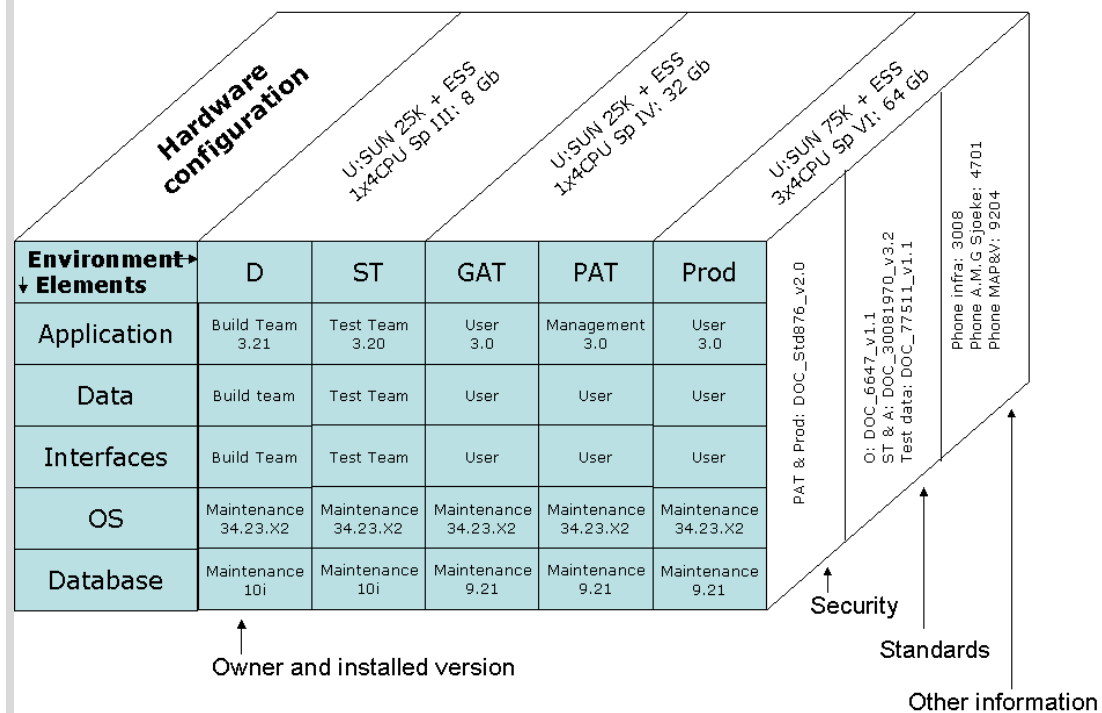 Hardware
configuration
U:SUN 25K + ESS
1x4CPU Sp III: 8 Gb
U:SUN 25K + ESS
1x4CPU Sp IV: 32 Gb
U:SUN 75K + ESS
3x4CPU Sp VI: 64 Gb
Environment
Elements
D
ST
GAT
PAT
Prod
Application
Build Team
3.21
Test Team
3.20
User
3.0
Management
3.0
User
3.0
Data
Build team
Test Team
User
User
User
Interfaces
Build Team
Test Team
User
User
User
OS
Maintenance
34.23.X2
Maintenance
34.23.X2
Maintenance
34.23.X2
Maintenance
34.23.X2
Maintenance
34.23.X2
Database
Maintenance
10i
Maintenance
10i
Maintenance
9.21
Maintenance
9.21
Maintenance
9.21
PAT & Prod: DOC_Std876_v2.0
O: DOC_6647_v1.1
ST & A: DOC_30081970_v3.2
Test data: DOC_77511_v1.1
Phone infra: 3008
Phone A.M.G Sjoeke: 4701
Phone MAP&V: 9204
Owner and installed version
Security
Standards
Other information